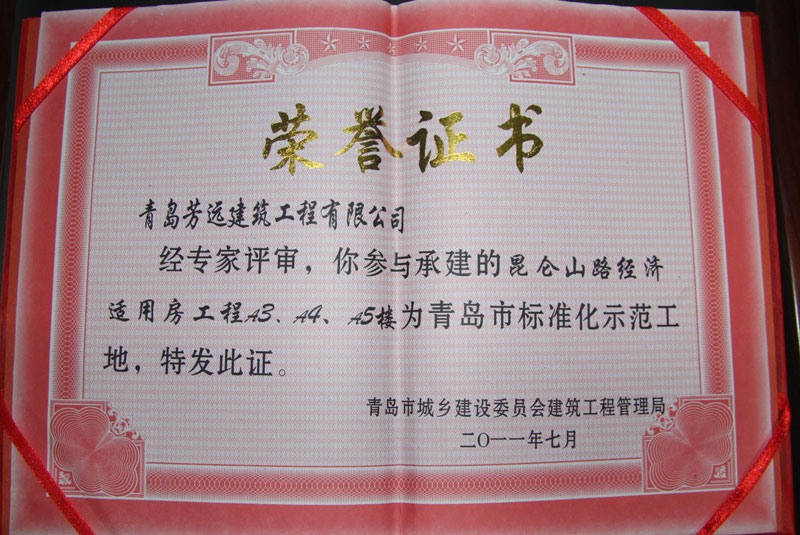 荣誉证书
青岛芳远建筑工程有限公司
经专家评审，你参与承建的昆仑山路经济
适用房工程A3、A4、A5楼为青岛市标准化示范工
地，特发此证。
青岛市城乡建设委员会建筑工程管理局
二〇一一年七月